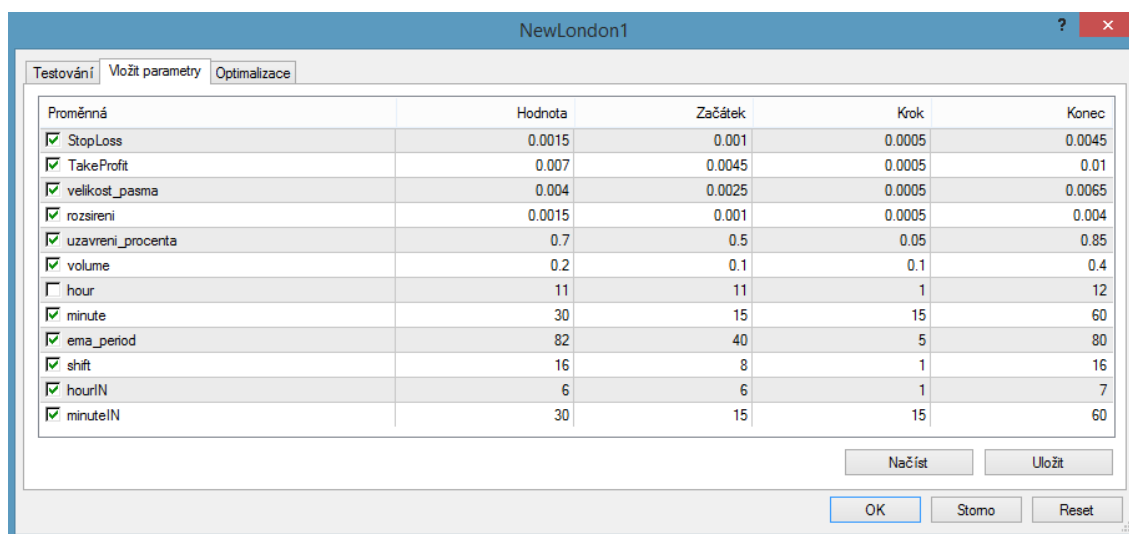 NewLondon1 ?
Testování Vložit parametry Optimalizace
Proměnná Hodnota Začátek Krok Konec
StopLoss 0.0015 0.001 0.0005 0.0045
TakeProfit 0.007 0.0045 0.0005 0.01
velikost_pasma 0.004 0.0025 0.0005 0.0065
rozsireni 0.0015 0.001 0.0005 0.004
uzavreni_procenta 0.7 0.5 0.05 0.85
volume 0.2 0.1 0.1 0.4
hour 11 11 1 12
minute 30 15 15 60
ema_period 82 40 5 80
shift 16 8 1 16
hourIN 6 6 1 7
minuteIN 30 15 15 60
Načíst Uložit
OK Storno Reset